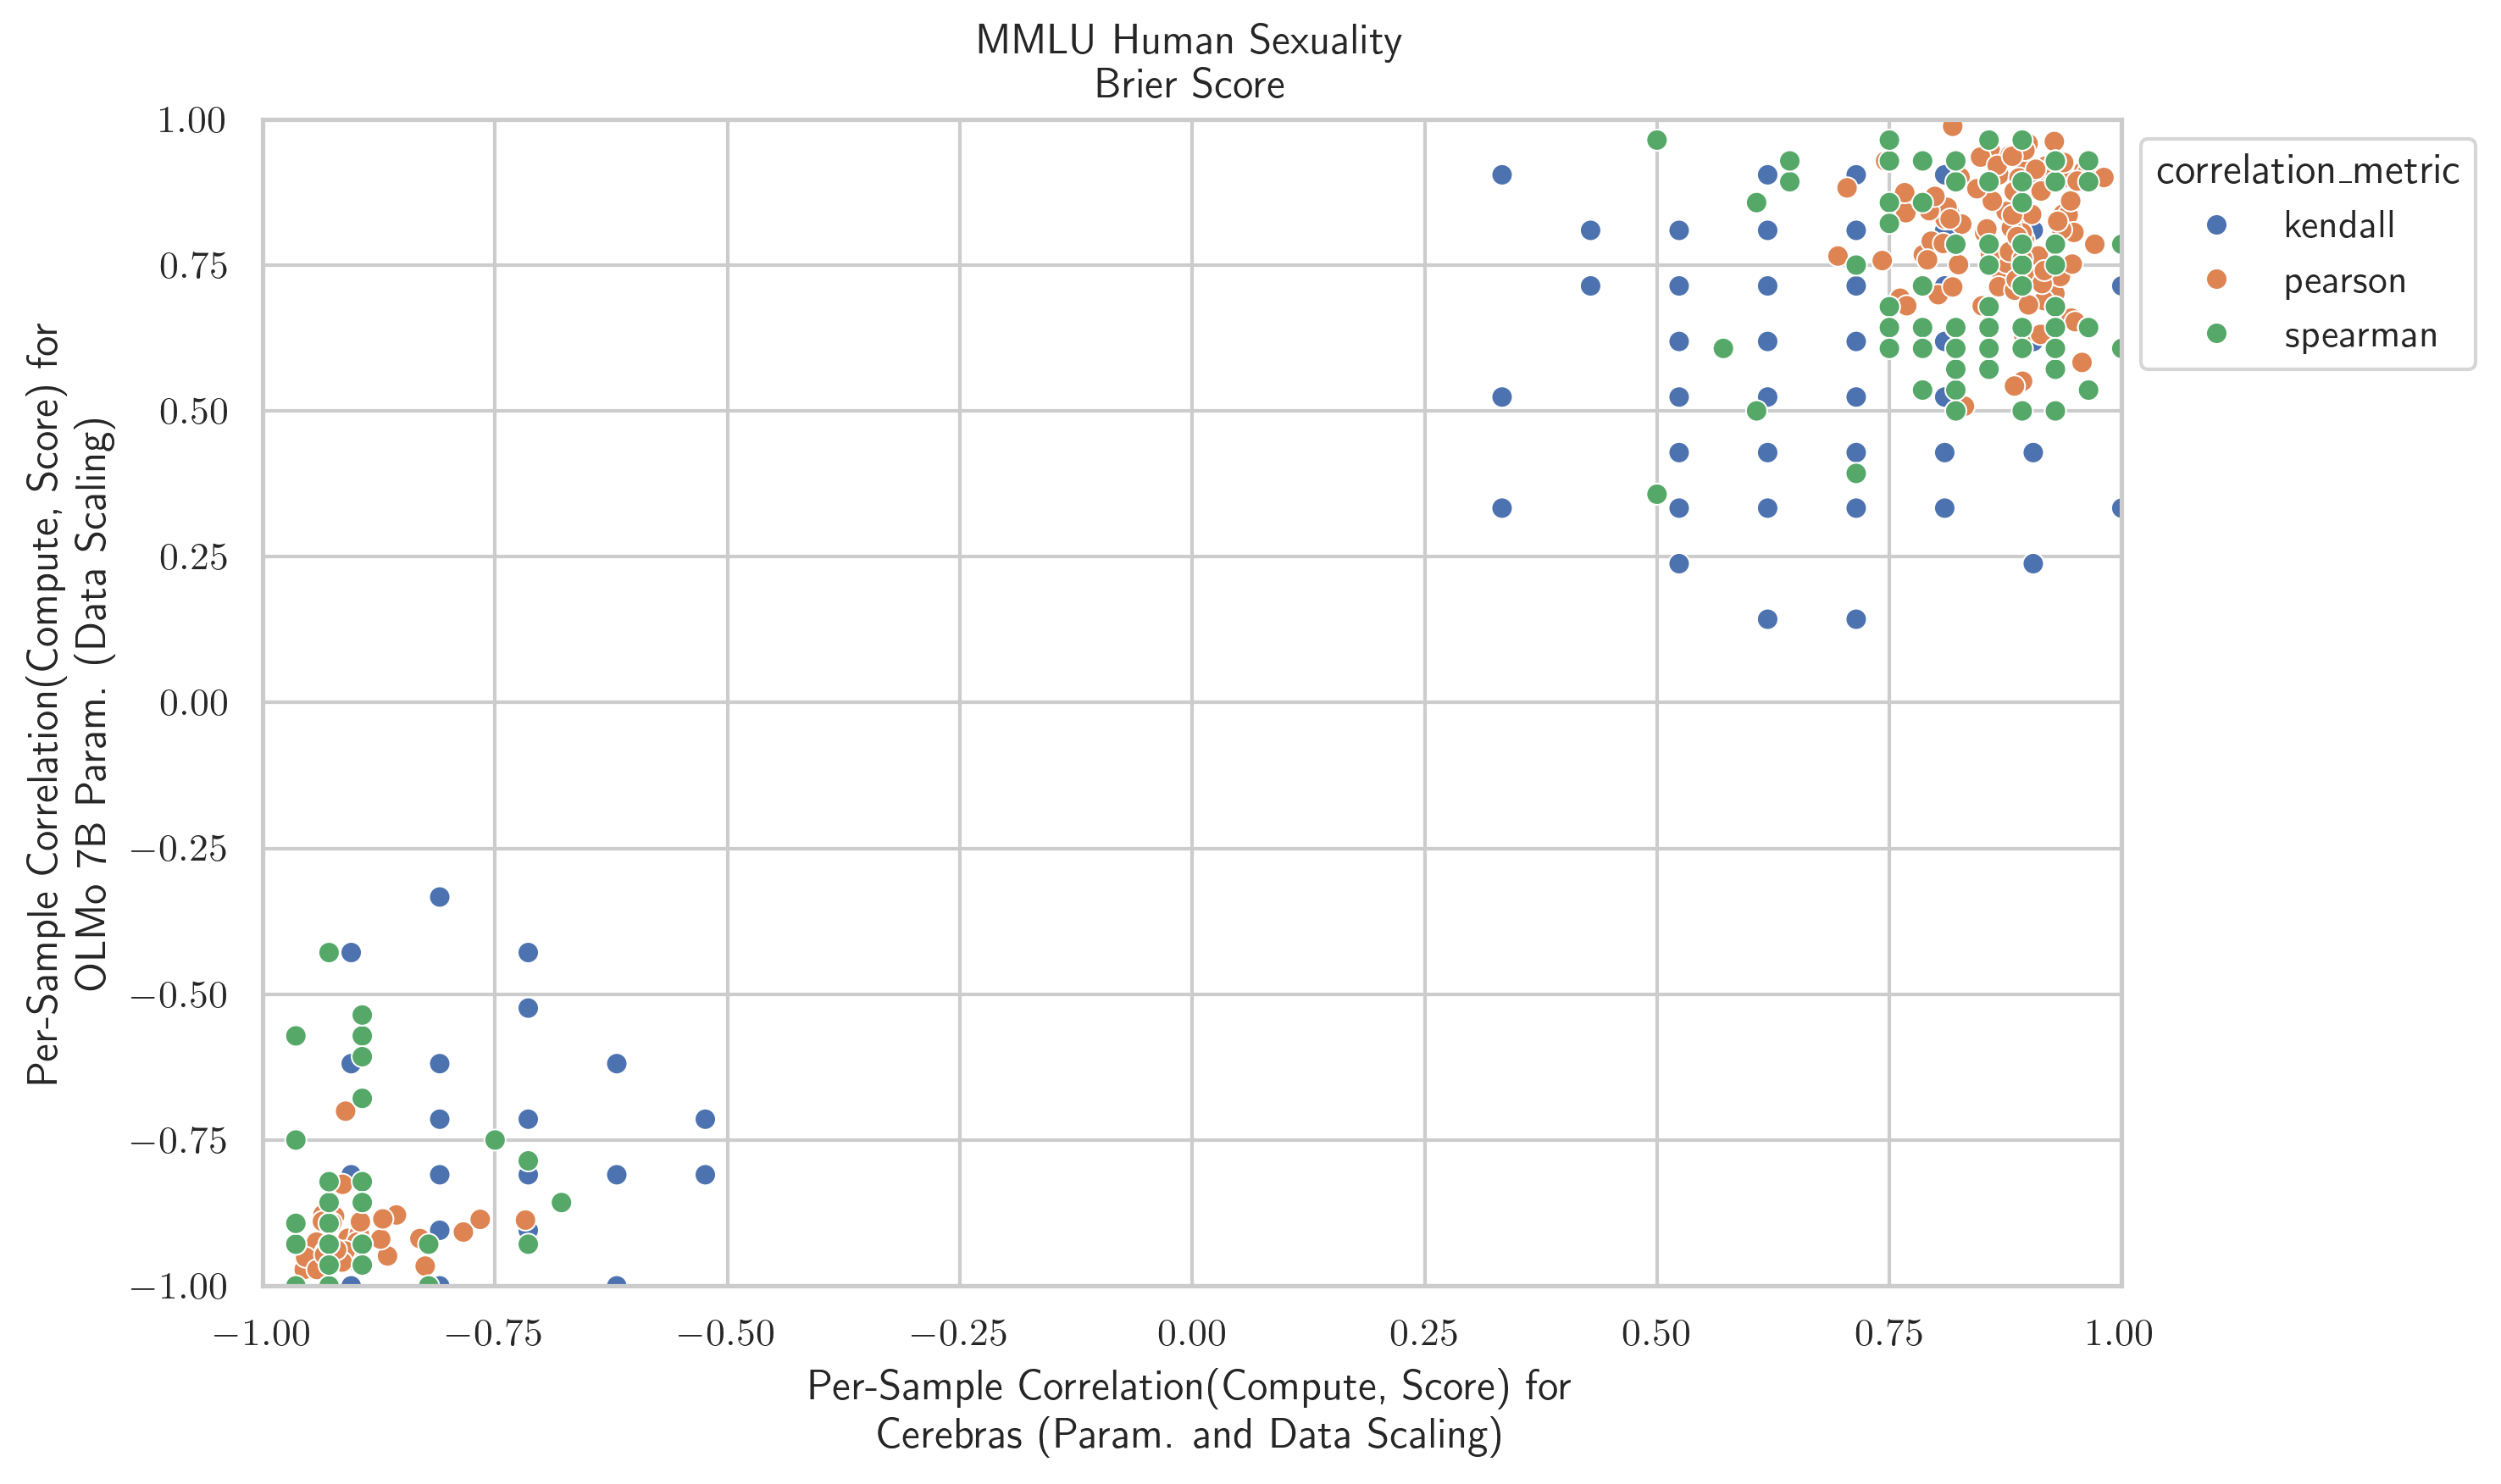 MMLU Human Sexuality
Brier Score
1.00
0.75
0.50
0.25
0.00
−0.25
−0.50
−0.75
−1.00
Per-Sample Correlation(Compute, Score) for
OLMo 7B Param. (Data Scaling)
correlation_metric
kendall
pearson
spearman
−1.00 −0.75 −0.50 −0.25 0.00 0.25 0.50 0.75 1.00
Per-Sample Correlation(Compute, Score) for
Cerebras (Param. and Data Scaling)